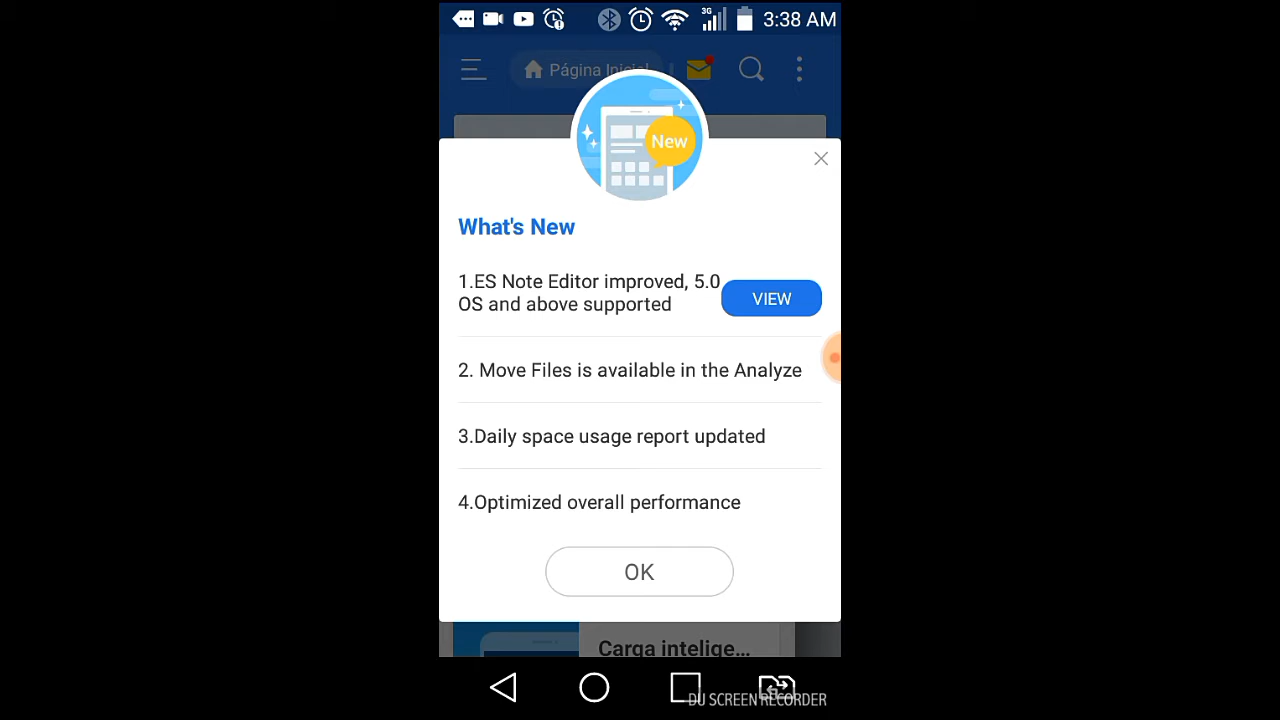 3G 3:38 AM
Página Inicial
New
What's New
1.ES Note Editor improved, 5.0
OS and above supported
VIEW
2. Move Files is available in the Analyze
3.Daily space usage report updated
4.Optimized overall performance
OK
Carga intelige...
DU SCREEN RECORDER